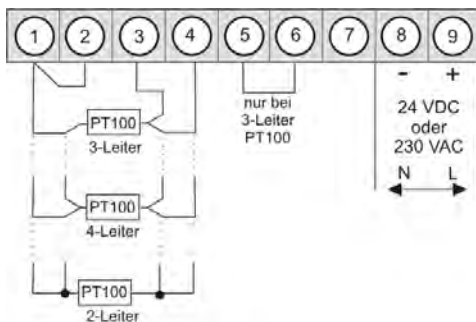 1 2 3 4 5 6 7 8 9
- +
PT100
3-Leiter
PT100
4-Leiter
PT100
2-Leiter
nur bei
3-Leiter
PT100
24 VDC
oder
230 VAC
N L